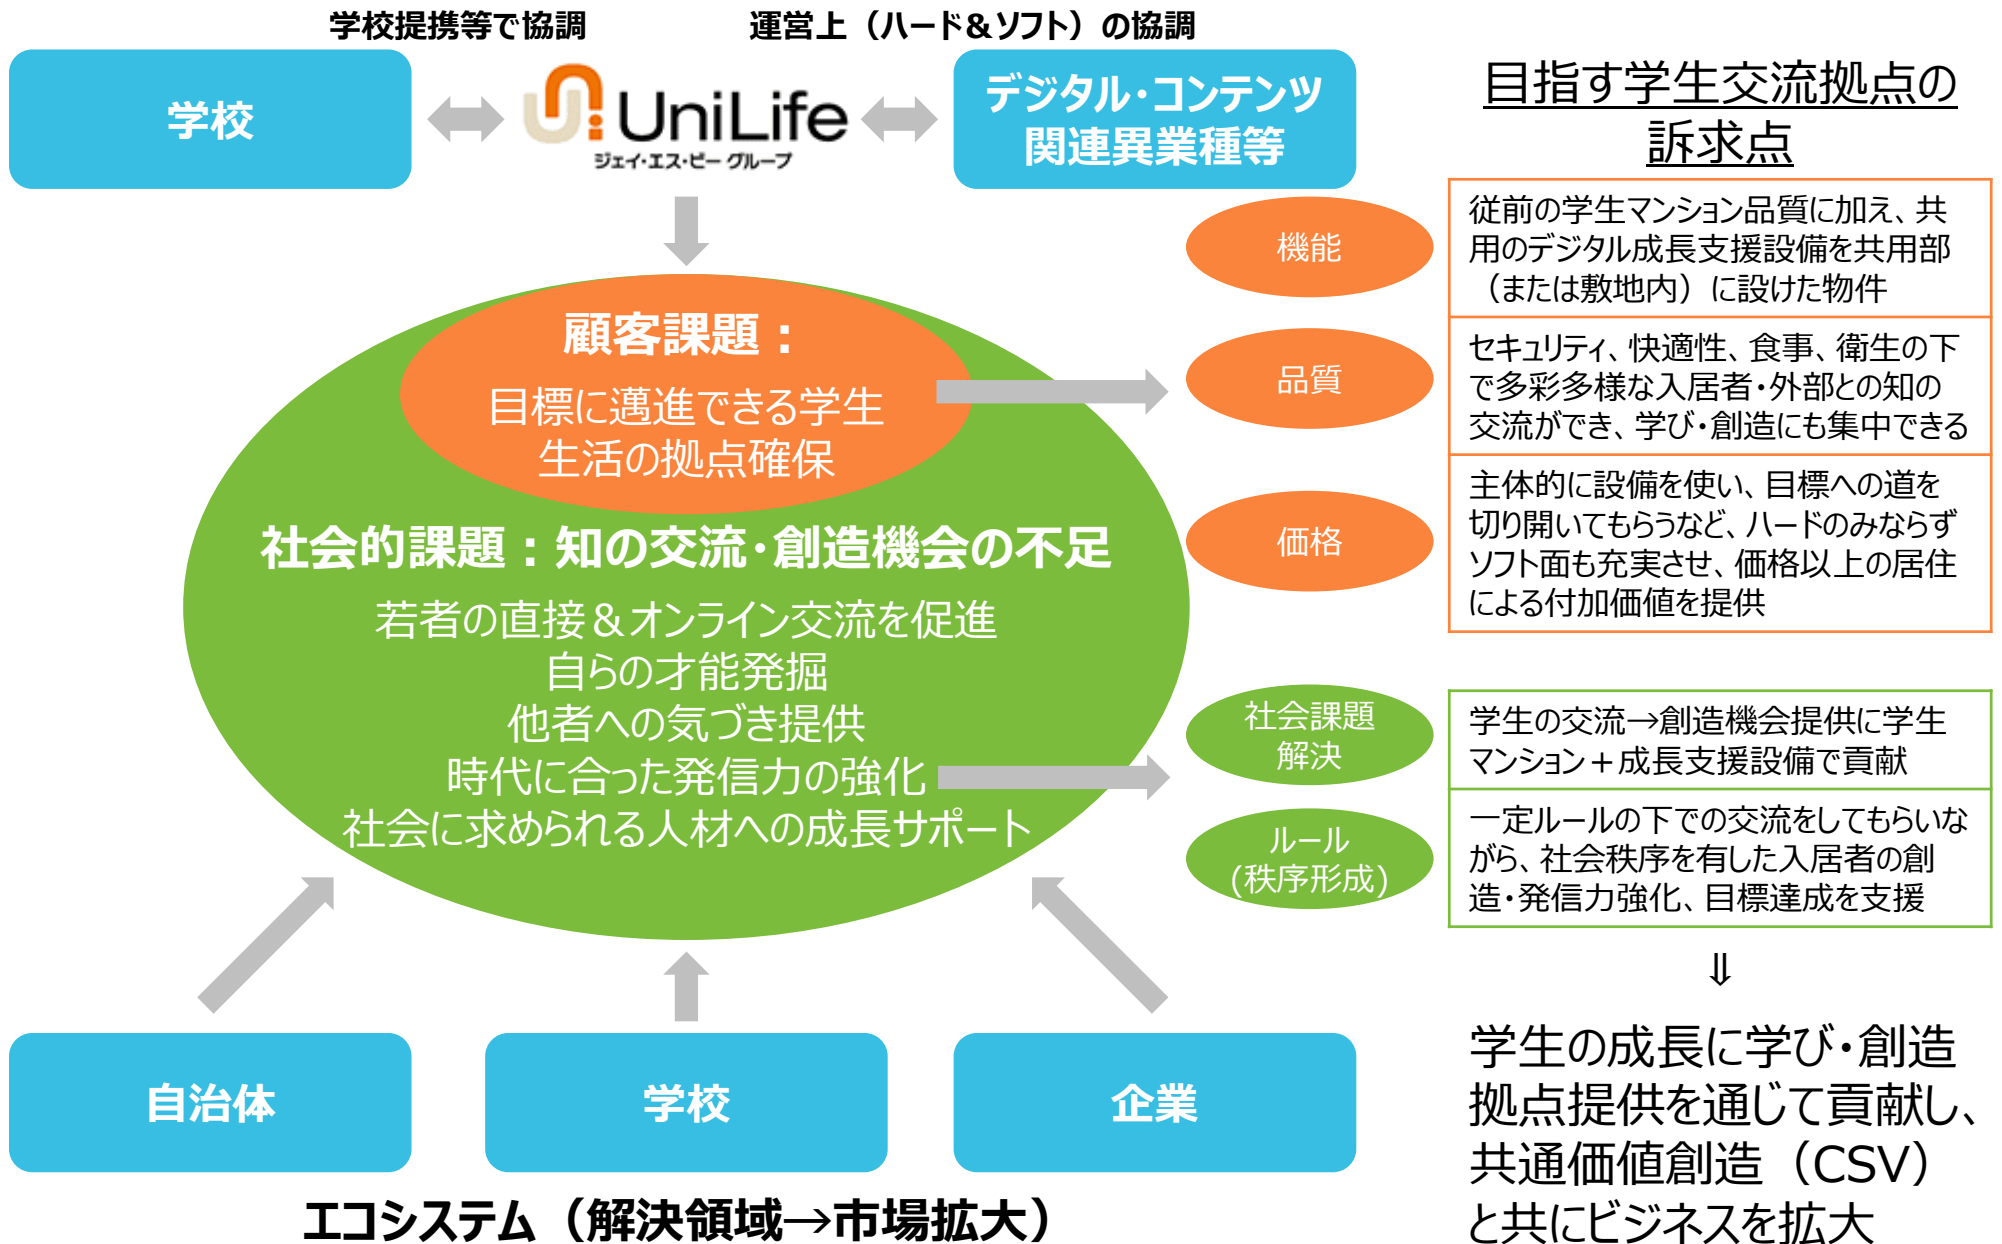 学校提携等で協調
運営上（ハード＆ソフト）の協調
学校
UniLife
ジェイ・エス・ビー グループ
デジタル・コンテンツ
関連異業種等
顧客課題：
目標に邁進できる学生
生活の拠点確保
社会的課題：知の交流・創造機会の不足
若者の直接＆オンライン交流を促進
自らの才能発掘
他者への気づき提供
時代に合った発信力の強化
社会に求められる人材への成長サポート
自治体
学校
企業
エコシステム（解決領域→市場拡大）
目指す学生交流拠点の
訴求点
機能
従前の学生マンション品質に加え、共
用のデジタル成長支援設備を共用部
（または敷地内）に設けた物件
品質
セキュリティ、快適性、食事、衛生の下
で多彩多様な入居者・外部との知の
交流ができ、学び・創造にも集中できる
価格
主体的に設備を使い、目標への道を
切り開いてもらうなど、ハードのみならず
ソフト面も充実させ、価格以上の居住
による付加価値を提供
社会課題
解決
学生の交流→創造機会提供に学生
マンション＋成長支援設備で貢献
ルール
(秩序形成)
一定ルールの下での交流をしてもらいな
がら、社会秩序を有した入居者の創
造・発信力強化、目標達成を支援
⇓
学生の成長に学び・創造
拠点提供を通じて貢献し、
共通価値創造（CSV）
と共にビジネスを拡大